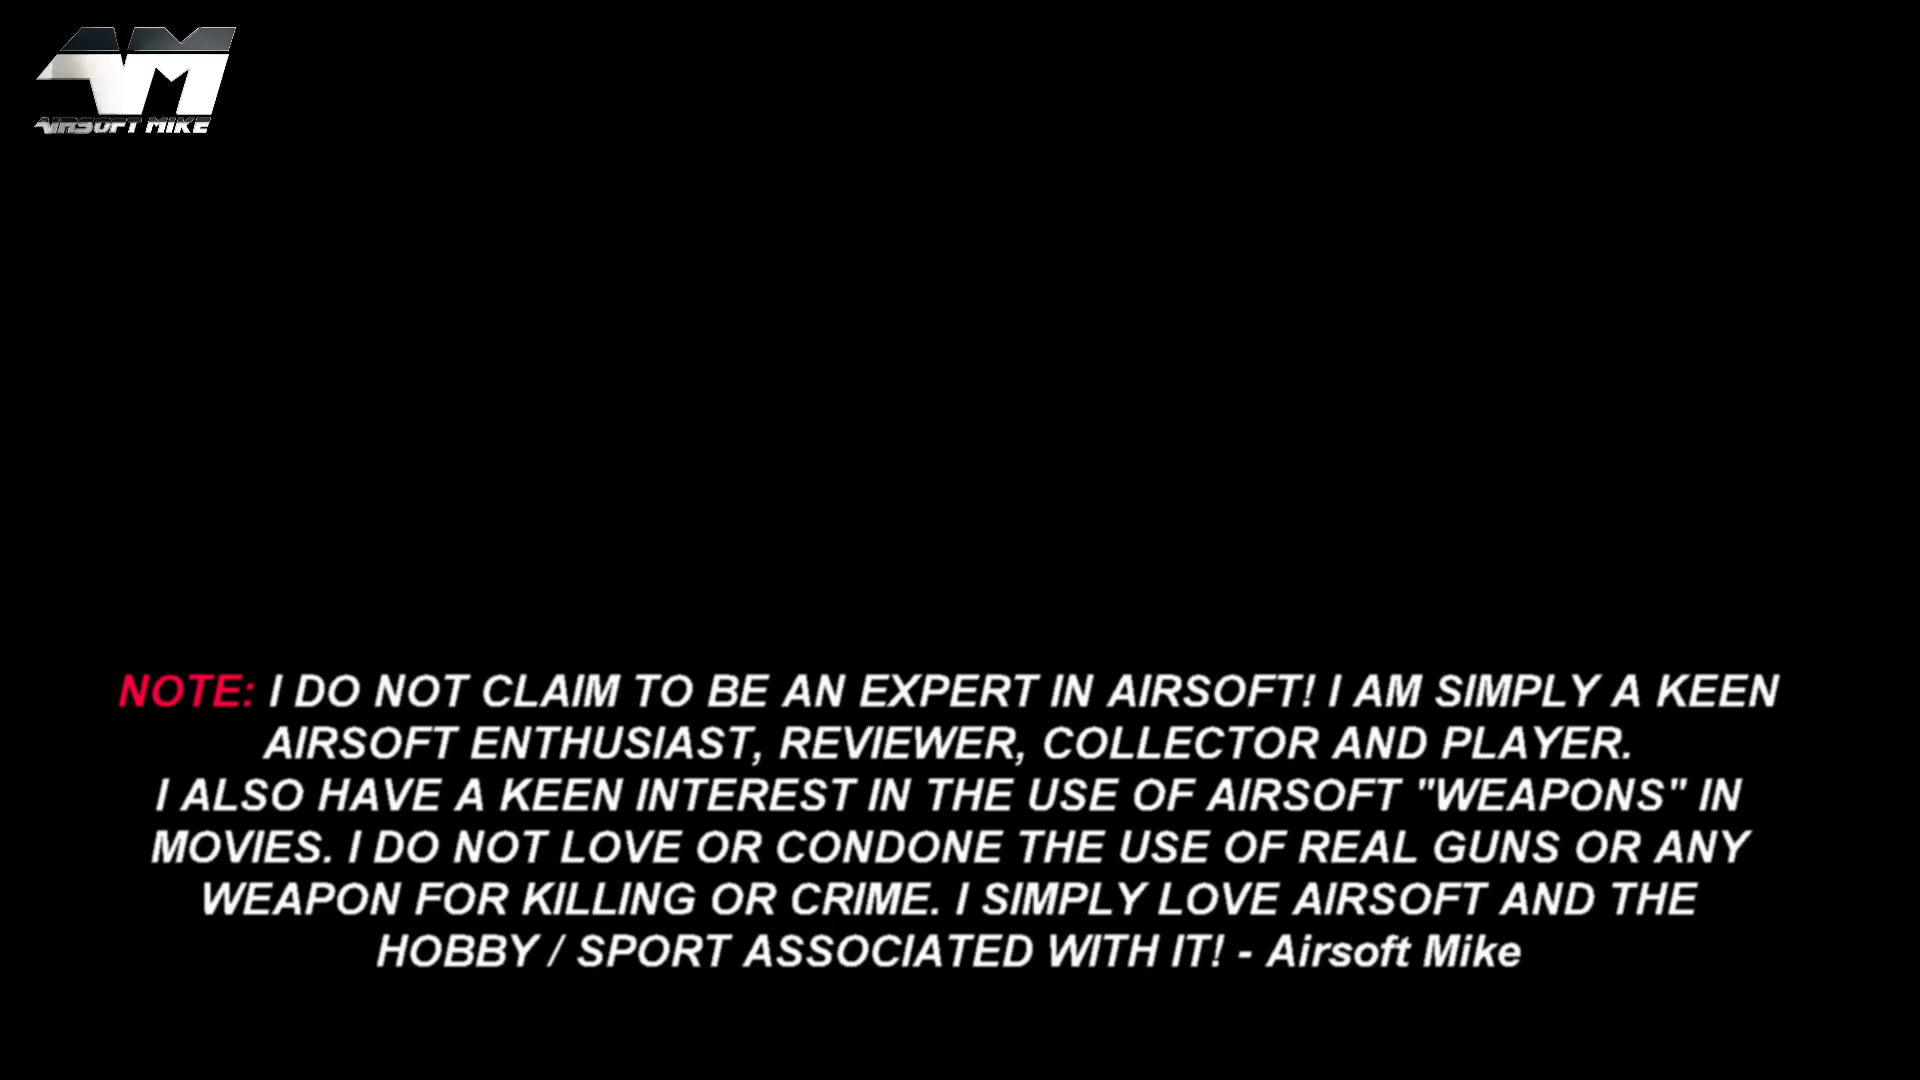 AM
AIRSOFT MIKE
NOTE: I DO NOT CLAIM TO BE AN EXPERT IN AIRSOFT! I AM SIMPLY A KEEN
AIRSOFT ENTHUSIAST, REVIEWER, COLLECTOR AND PLAYER.
I ALSO HAVE A KEEN INTEREST IN THE USE OF AIRSOFT "WEAPONS" IN
MOVIES. I DO NOT LOVE OR CONDONE THE USE OF REAL GUNS OR ANY
WEAPON FOR KILLING OR CRIME. I SIMPLY LOVE AIRSOFT AND THE
HOBBY / SPORT ASSOCIATED WITH IT! - Airsoft Mike